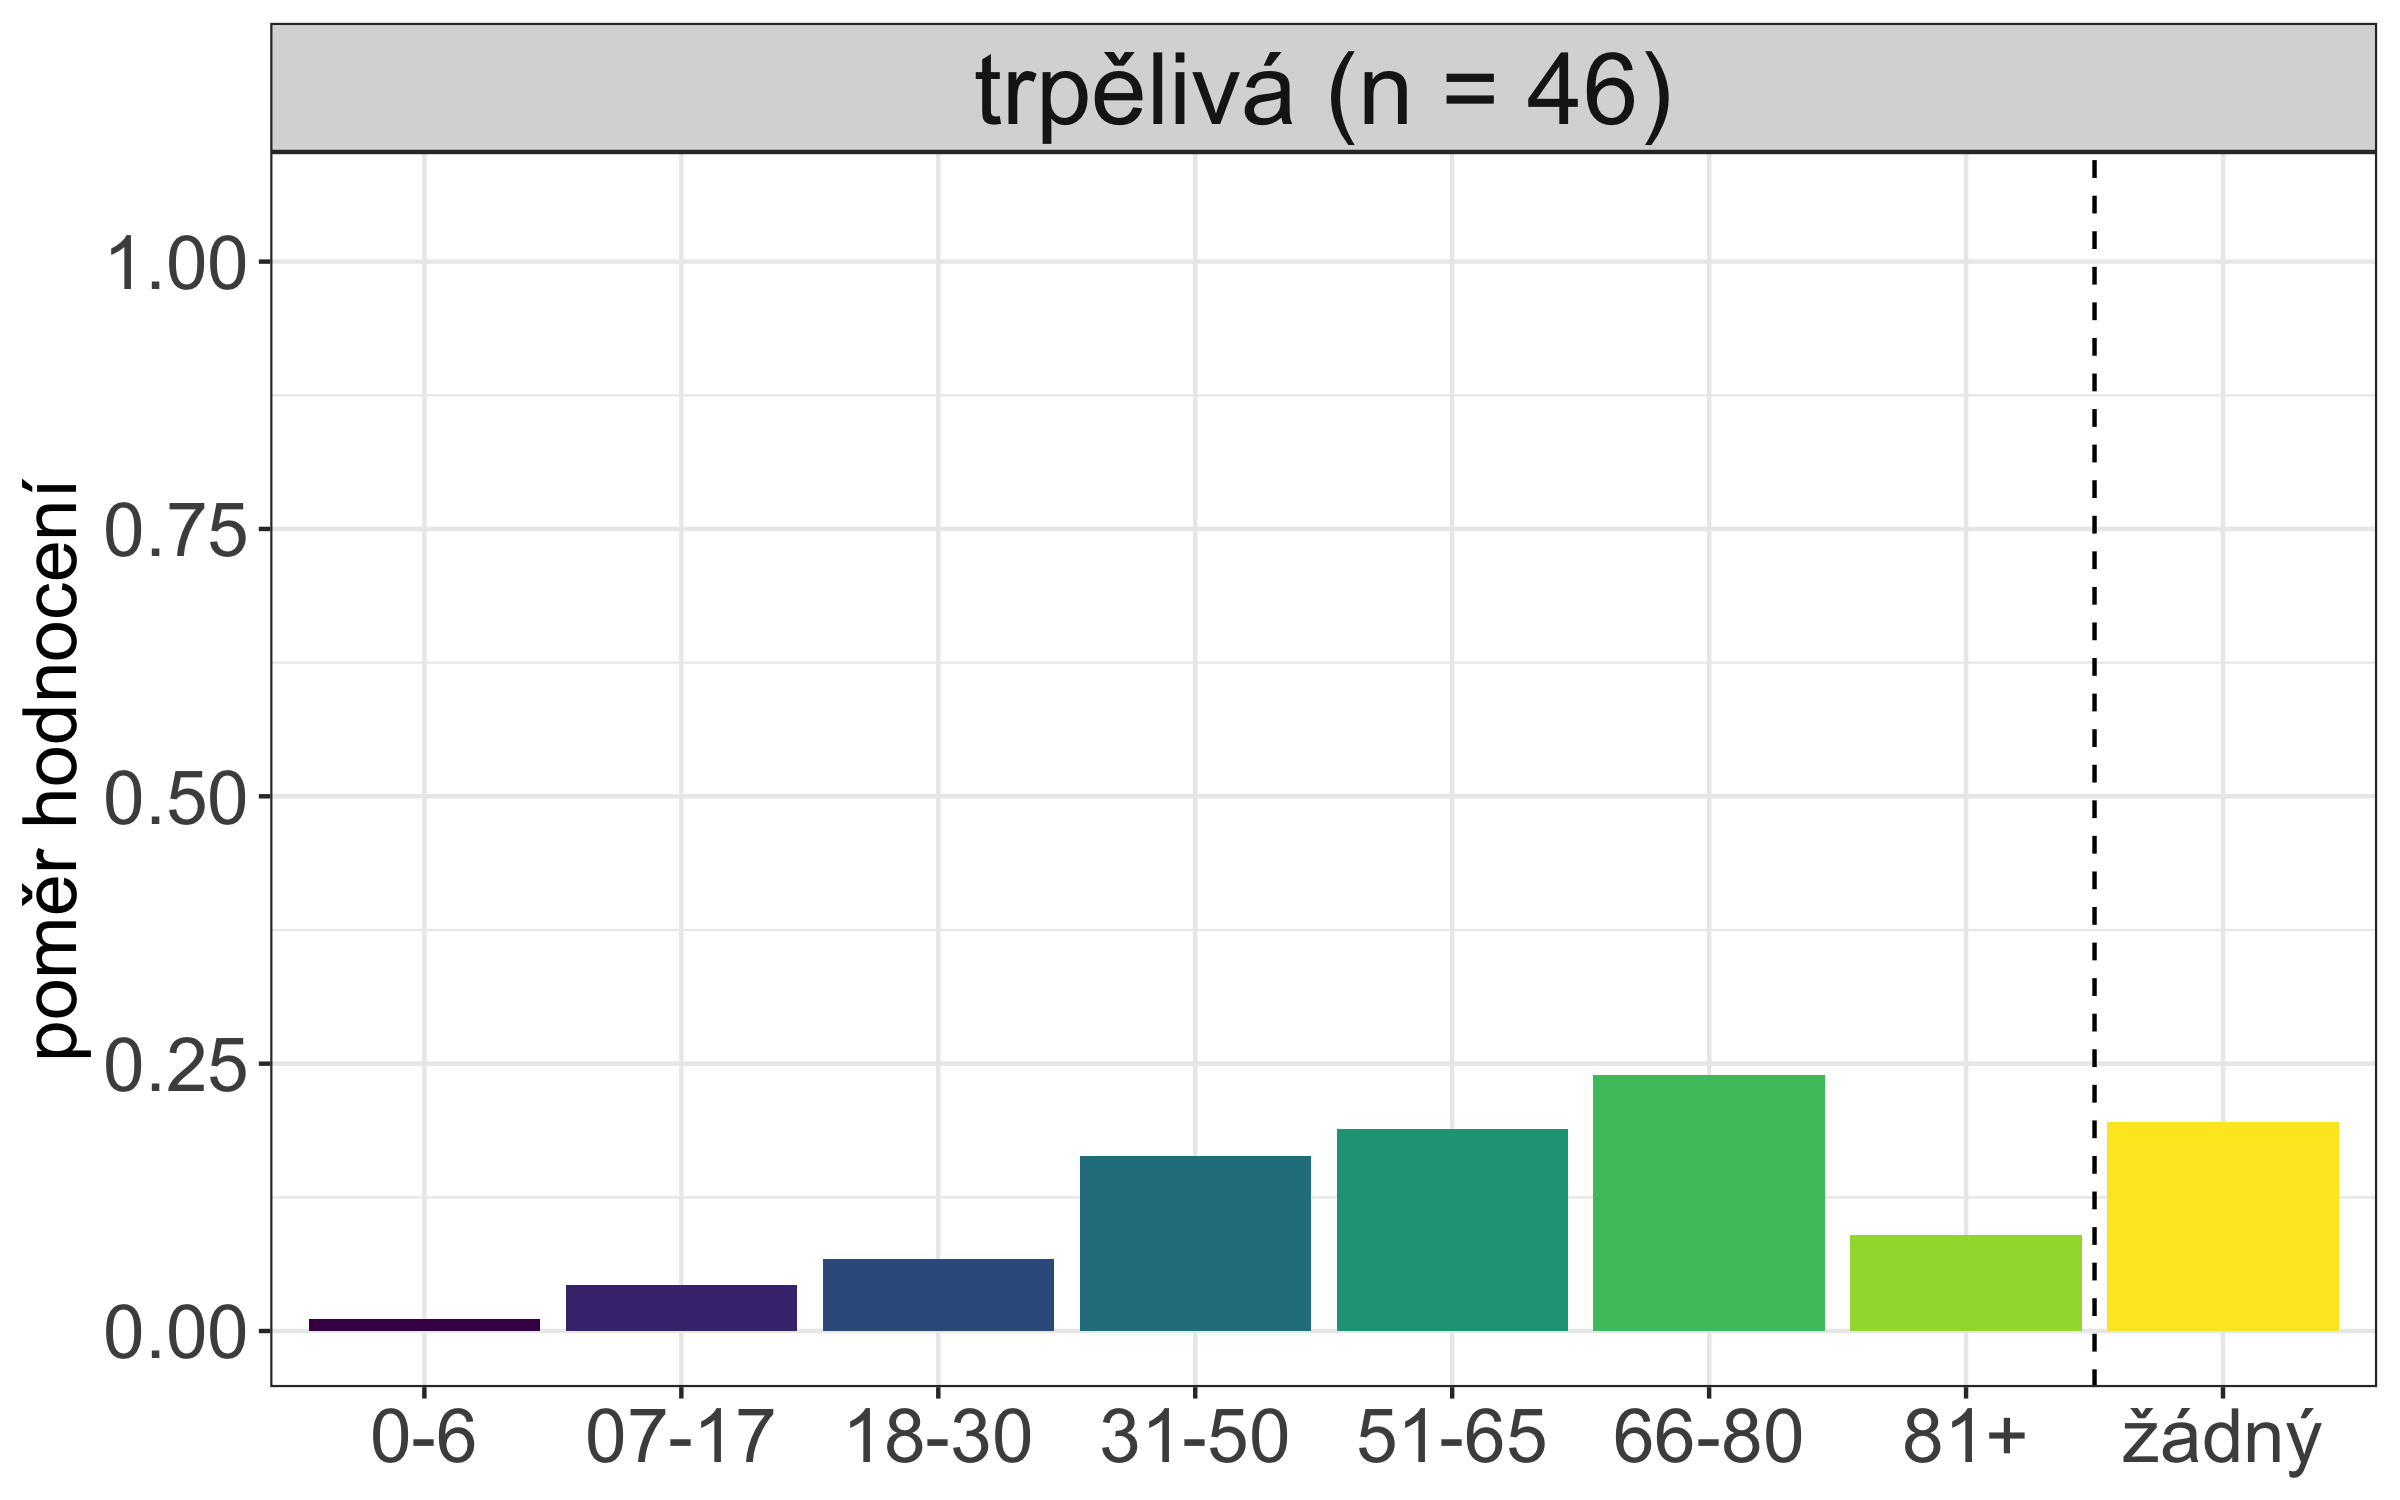 trpělivá (n = 46)
poměr hodnocení
1.00
0.75
0.50
0.25
0.00
0-6 07-17 18-30 31-50 51-65 66-80 81+ žádný